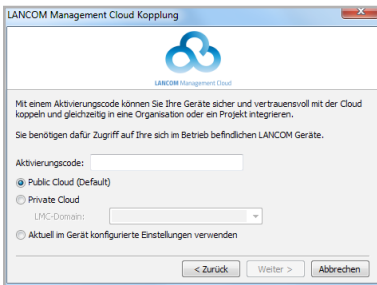 LANCOM Management Cloud Kopplung
LANCOM Management Cloud
Mit einem Aktivierungscode können Sie Ihre Geräte sicher und vertrauensvoll mit der Cloud
koppeln und gleichzeitig in eine Organisation oder ein Projekt integrieren.
Sie benötigen dafür Zugriff auf Ihre sich im Betrieb befindlichen LANCOM Geräte.
Aktivierungscode:
Public Cloud (Default)
Private Cloud
LMC-Domain:
Aktuell im Gerät konfigurierte Einstellungen verwenden
< Zurück Weiter > Abbrechen